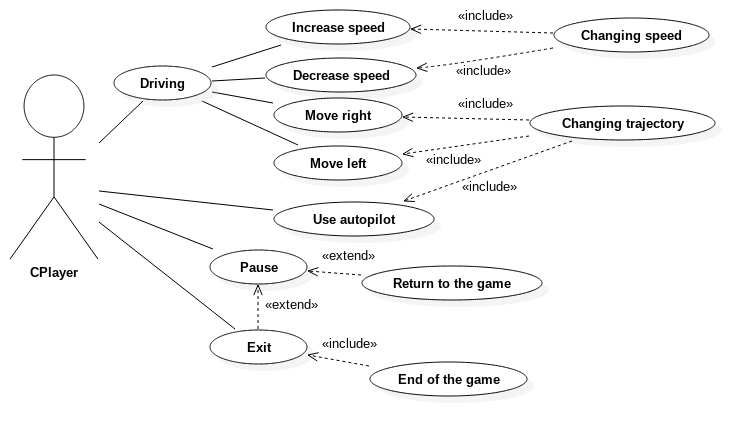 «include»
Increase speed
Changing speed
Driving
Decrease speed
«include»
«include»
Move right
Changing trajectory
Move left
«include»
«include»
Use autopilot
«extend»
Pause
CPlayer
Return to the game
«extend»
Exit
«include»
End of the game